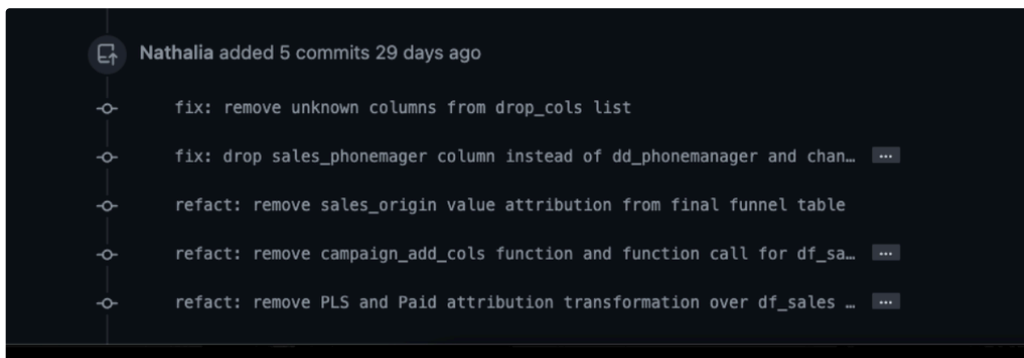 Nathalia added 5 commits 29 days ago
fix: remove unknown columns from drop_cols list
fix: drop sales_phonemager column instead of dd_phonemanager and chan… ...
refact: remove sales_origin value attribution from final funnel table
refact: remove campaign_add_cols function and function call for df_sa… ...
refact: remove PLS and Paid attribution transformation over df_sales … ...